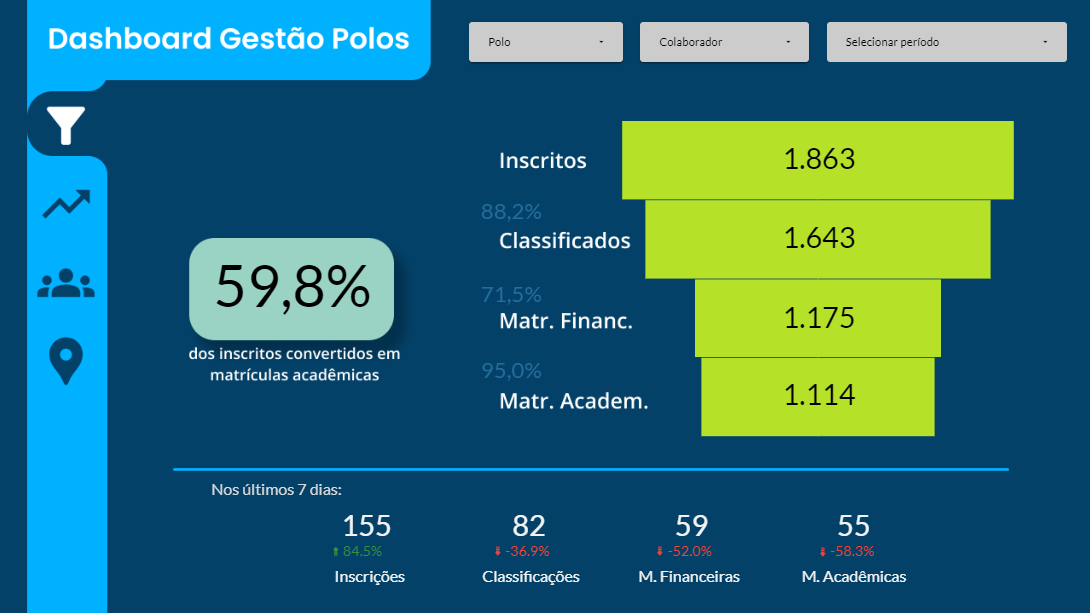 Dashboard Gestão Polos
Polo
Colaborador
Selecionar período
Inscritos
1.863
88,2%
Classificados
1.643
71,5%
Matr. Financ.
1.175
95,0%
Matr. Academ.
1.114
59,8%
dos inscritos convertidos em
matrículas acadêmicas
Nos últimos 7 dias:
155
84.5%
Inscrições
82
-36.9%
Classificações
59
-52.0%
M. Financeiras
55
-58.3%
M. Acadêmicas